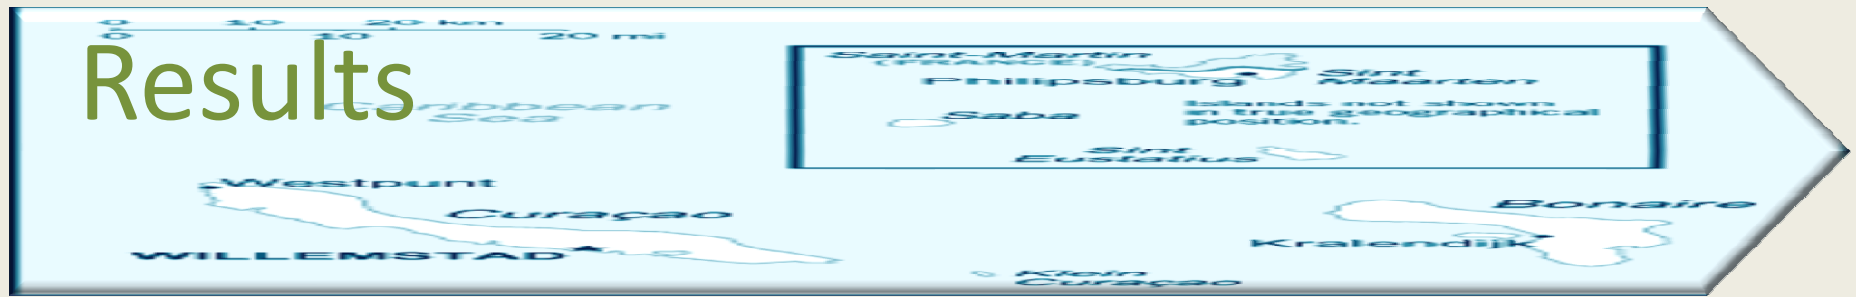 0 10 20 km
0 10 20 mi
Results
Caribbean
Sea
Saint-Martin
(FRANCE)
Philipsburg
Sint
Maarten
Saba
Islands not shown
in true geographical
position.
Sint
Eustatius
Westpunt
Curaçao
WILLEMSTAD
Bonaire
Kralendijk
Klein
Curaçao